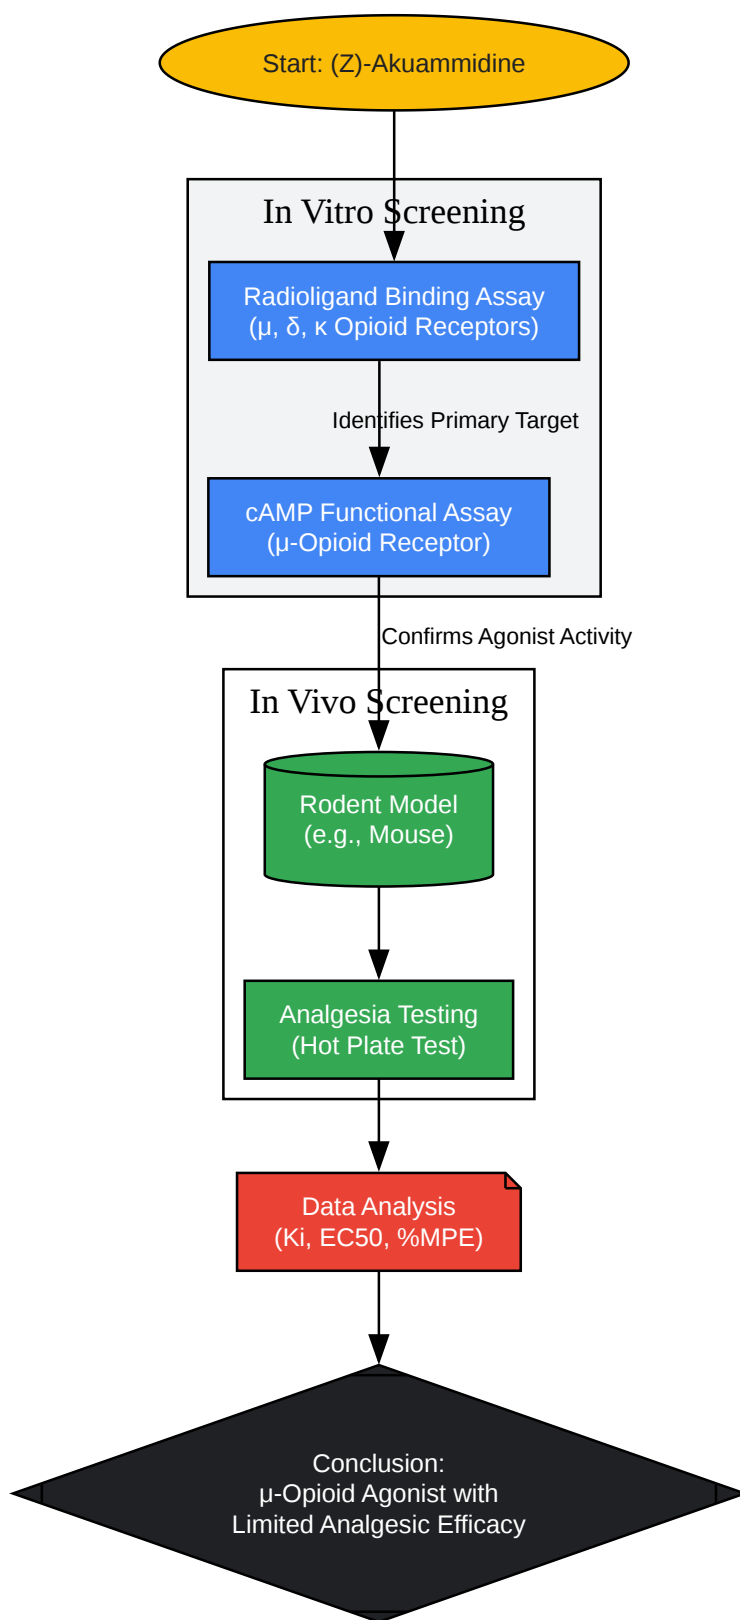 Start: (Z)-Akuammidine
In Vitro Screening
Radioligand Binding Assay
(μ, δ, κ Opioid Receptors)
Identifies Primary Target
cAMP Functional Assay
(μ-Opioid Receptor)
Confirms Agonist Activity
In Vivo Screening
Rodent Model
(e.g., Mouse)
Analgesia Testing
(Hot Plate Test)
Data Analysis
(Ki, EC50, %MPE)
Conclusion:
μ-Opioid Agonist with
Limited Analgesic Efficacy